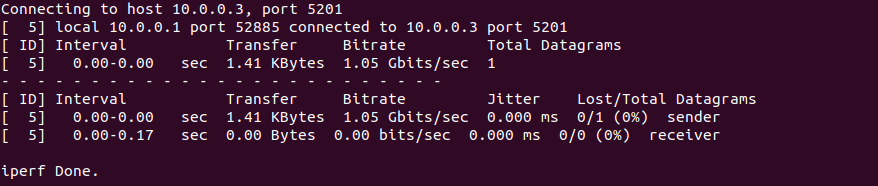 Connecting to host 10.0.0.3, port 5201
[  5] local 10.0.0.1 port 52885 connected to 10.0.0.3 port 5201
[ ID] Interval           Transfer     Bitrate         Total Datagrams
[  5]   0.00-0.00   sec  1.41 KBytes  1.05 Gbits/sec  1
- - - - - - - - - - - - - - - - - - - - - - - - -
[ ID] Interval           Transfer     Bitrate         Jitter    Lost/Total Datagrams
[  5]   0.00-0.00   sec  1.41 KBytes  1.05 Gbits/sec  0.000 ms  0/1 (0%)  sender
[  5]   0.00-0.17   sec  0.00 Bytes  0.00 bits/sec  0.000 ms  0/0 (0%)  receiver

iperf Done.